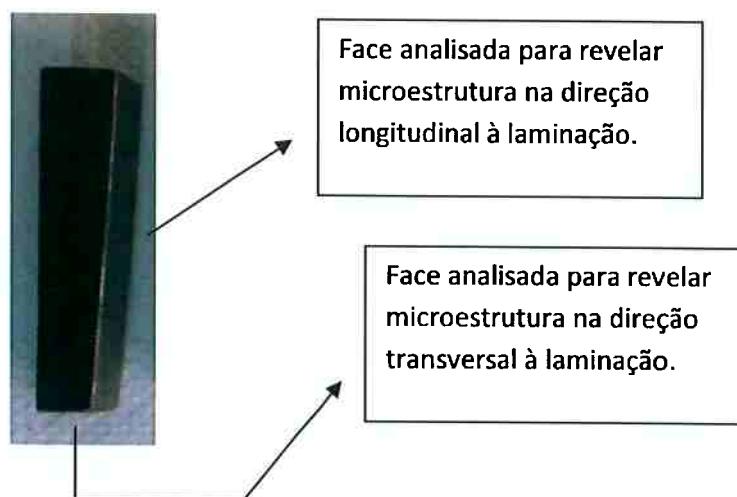 Face analisada para revelar
microestrutura na direção
longitudinal à laminação.
Face analisada para revelar
microestrutura na direção
transversal à laminação.